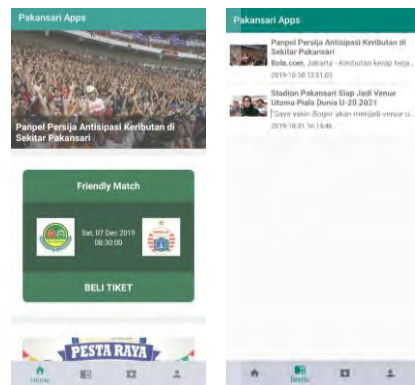 Pakansari Apps
Panpel Persija Antisipasi Keributan di
Sekitar Pakansari
Friendly Match
Sat, 07 Dec 2019
08:30:00
BELI TIKET
PESTA RAYA
Home
Pakansari Apps
Panpel Persija Antisipasi Keributan di
Sekitar Pakansari
Bola.com, Jakarta - Keributan kerap terja...
2019-10-30 13:51:03
Stadion Pakansari Siap Jadi Venue
Utama Piala Dunia U-20 2021
"Saya yakin Bogor akan menjadi venue u...
2019-10-31 16:14:46
Berita